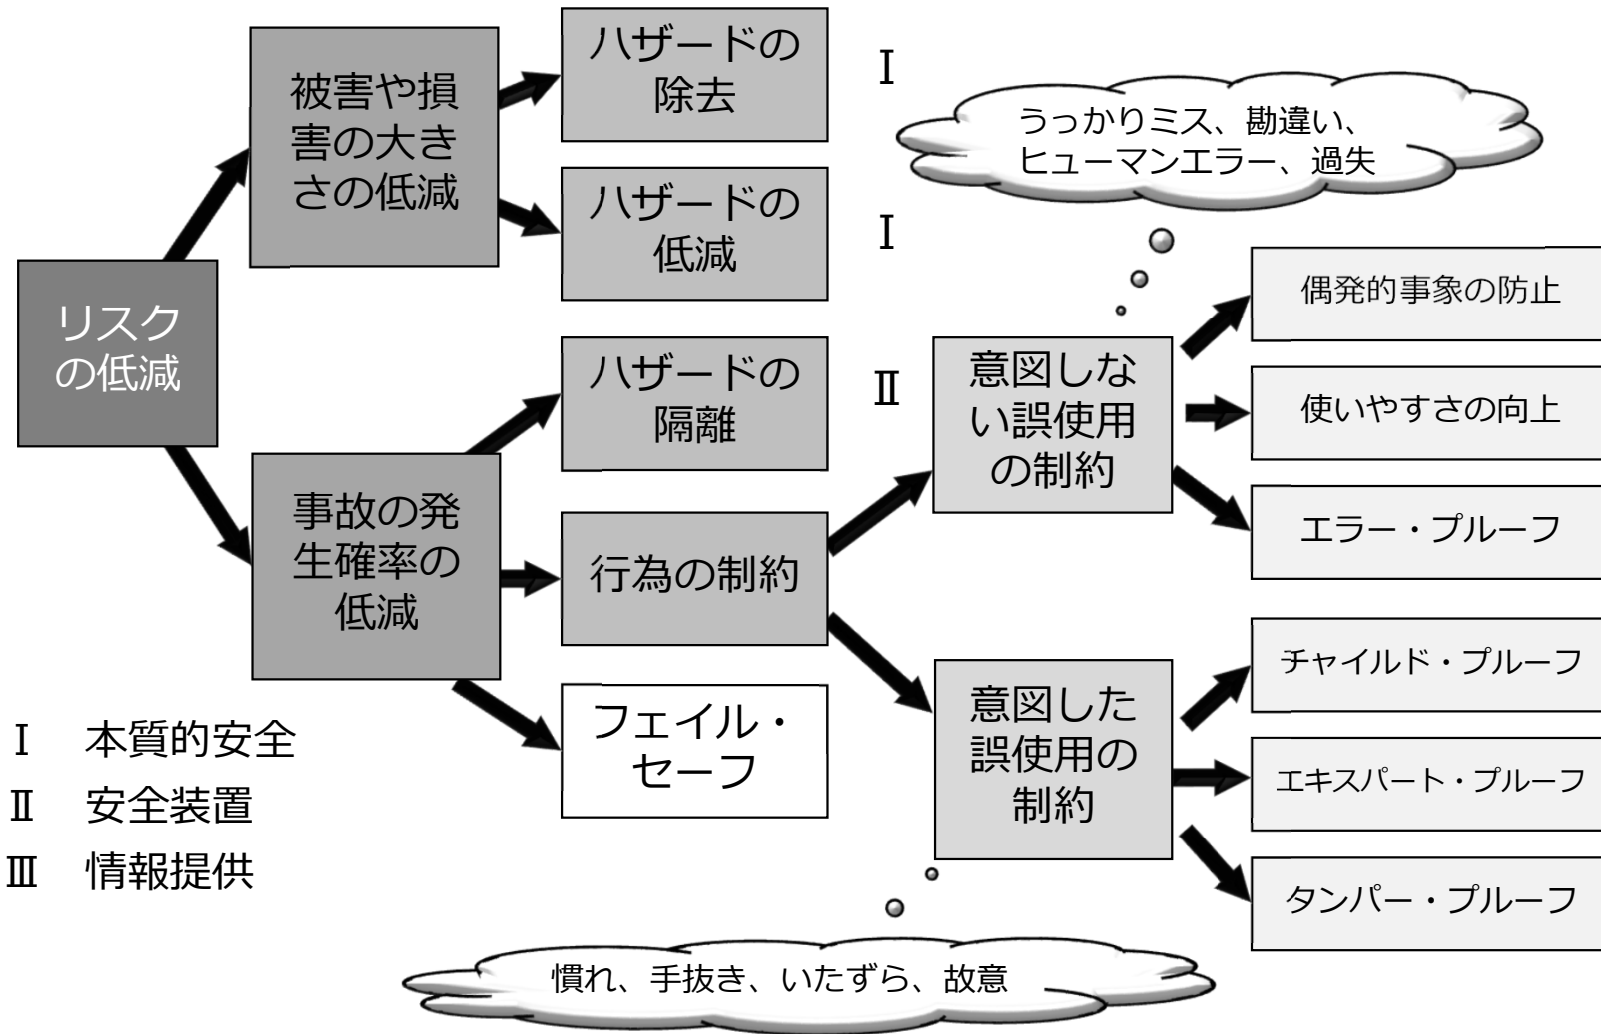 リスク
の低減
被害や損
害の大き
さの低減
事故の発
生確率の
低減
ハザードの
除去
Ⅰ
ハザードの
低減
Ⅰ
ハザードの
隔離
Ⅱ
行為の制約
フェイル・
セーフ
うっかりミス、勘違い、
ヒューマンエラー、過失
意図しな
い誤使用
の制約
意図した
誤使用の
制約
慣れ、手抜き、いたずら、故意
偶発的事象の防止
使いやすさの向上
エラー・プルーフ
チャイルド・プルーフ
エキスパート・プルーフ
タンパー・プルーフ
Ⅰ 本質的安全
Ⅱ 安全装置
Ⅲ 情報提供